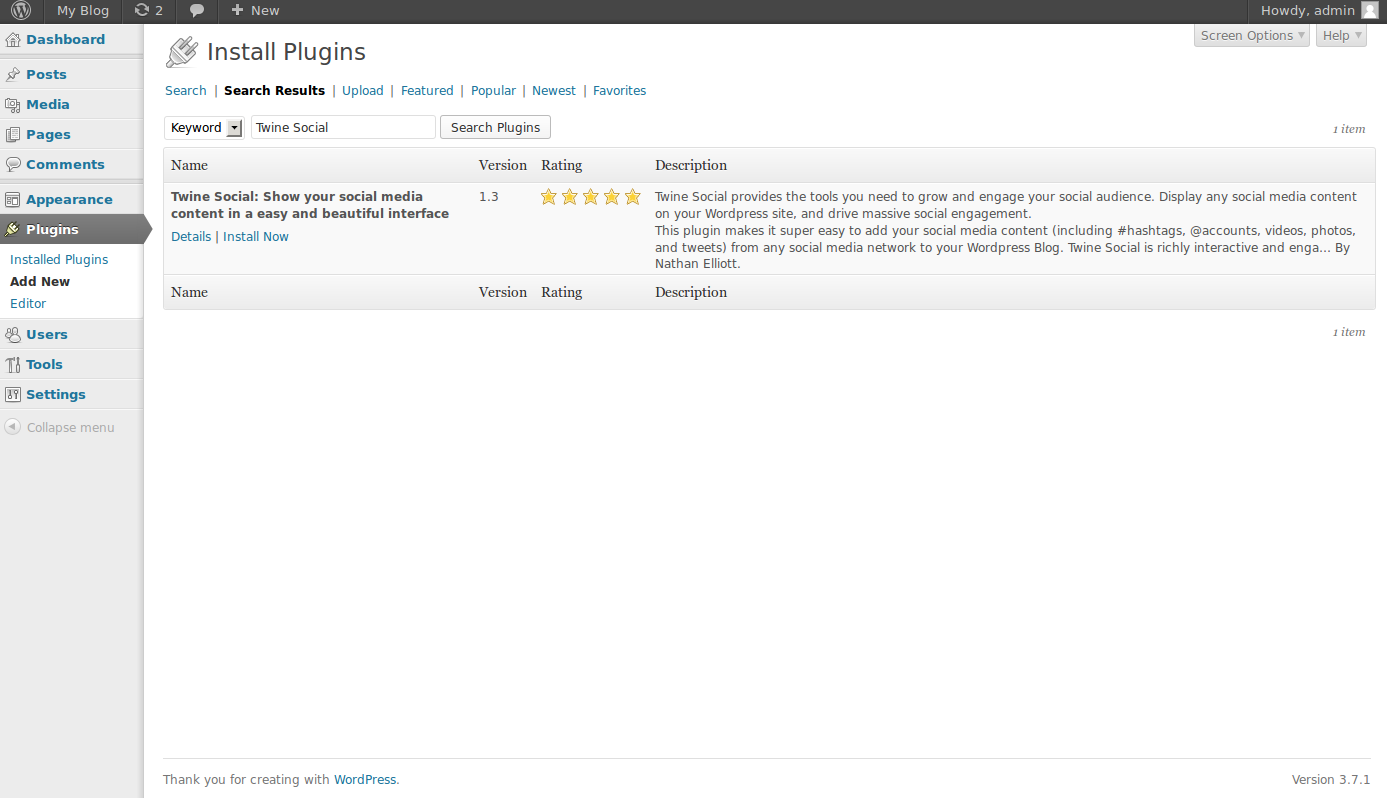 My Blog 2 New Howdy, admin
Screen Options Help
Dashboard
Posts
Media
Pages
Comments
Appearance
Plugins
Installed Plugins
Add New
Editor
Users
Tools
Settings
Collapse menu
Install Plugins
Search | Search Results | Upload | Featured | Popular | Newest | Favorites
Keyword Twine Social Search Plugins 1 item
Name Version Rating Description
Twine Social: Show your social media
content in a easy and beautiful interface
Details | Install Now
1.3
Twine Social provides the tools you need to grow and engage your social audience. Display any social media content
on your Wordpress site, and drive massive social engagement.
This plugin makes it super easy to add your social media content (including #hashtags, @accounts, videos, photos,
and tweets) from any social media network to your Wordpress Blog. Twine Social is richly interactive and enga... By
Nathan Elliott.
Name Version Rating Description
1 item
Thank you for creating with WordPress. Version 3.7.1